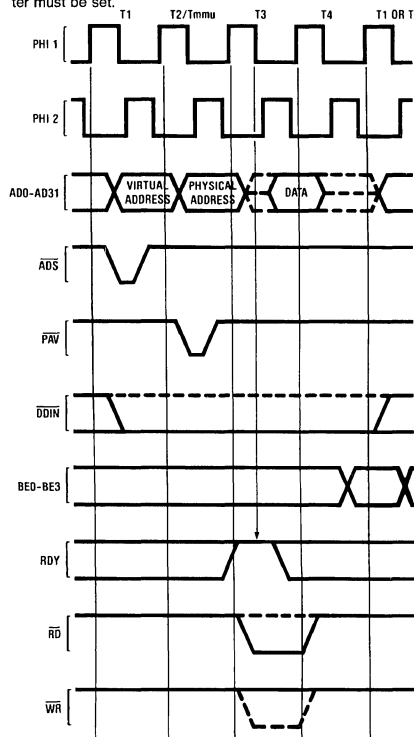 ter must be set.
T1 T2/Tmmu T3 T4 T1 OR T
PHI 1
PHI 2
AD0-AD31 VIRTUAL ADDRESS PHYSICAL ADDRESS DATA
ADS
PAV
DDIN
BE0-BE3
RDY
RD
WR